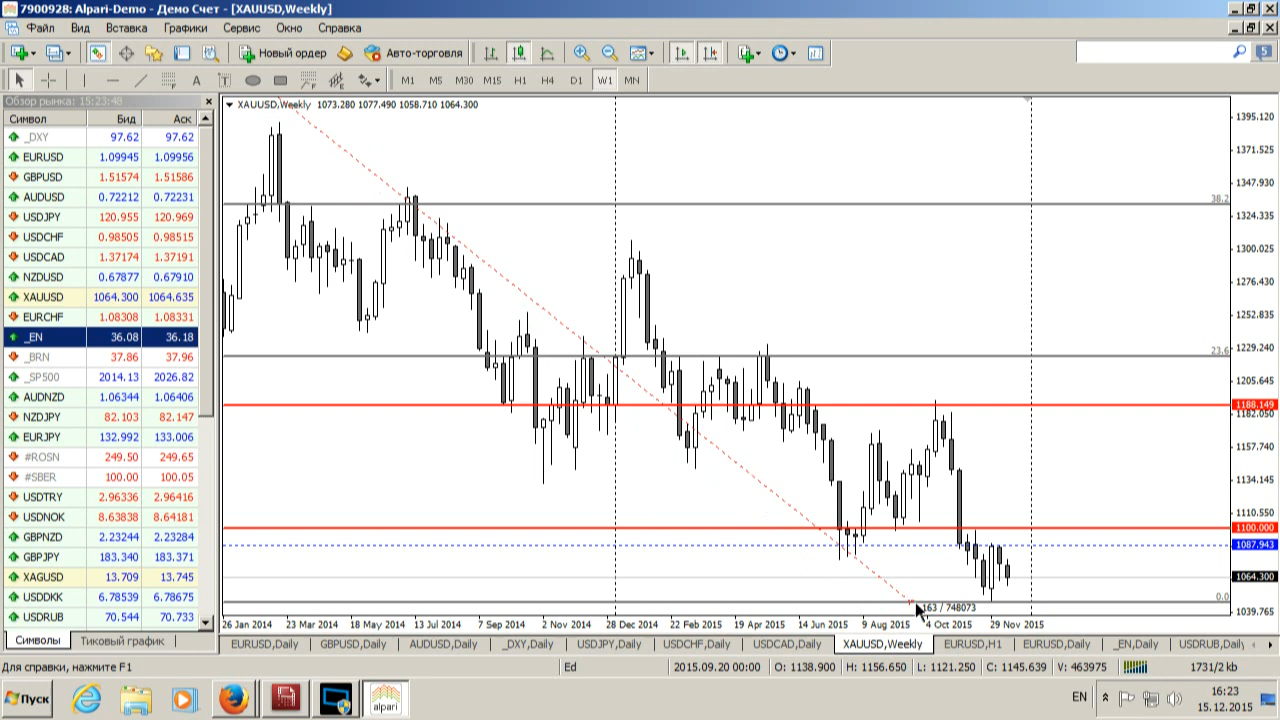 7900928: Alpari-Demo - Демо Счет - [XAUUSD,Weekly]
Файл Вид Вставка Графики Сервис Окно Справка
Новый ордер Авто-торговля 5
A T M1 M5 M30 M15 H1 H4 D1 W1 MN
Обзор рынка: 15:23:48
Символ Бид Аск
_DXY 97.62 97.62
EURUSD 1.09945 1.09956
GBPUSD 1.51574 1.51586
AUDUSD 0.72212 0.72231
USDJPY 120.955 120.969
USDCHF 0.98505 0.98515
USDCAD 1.37174 1.37191
NZDUSD 0.67877 0.67910
XAUUSD 1064.300 1064.635
EURCHF 1.08308 1.08331
_EN 36.08 36.18
_BRN 37.86 37.96
_SP500 2014.13 2026.82
AUDNZD 1.06344 1.06406
NZDJPY 82.103 82.147
EURJPY 132.992 133.006
#ROSN 249.50 249.65
#SBER 100.00 100.05
USDTRY 2.96336 2.96416
USDNOK 8.63838 8.64181
GBPNZD 2.23244 2.23284
GBPJPY 183.340 183.371
XAGUSD 13.709 13.745
USDDKK 6.78539 6.78675
USDRUB 70.544 70.733
Символы Тиковый график
XAUUSD,Weekly 1073.280 1077.490 1058.710 1064.300
1395.120
1371.525
1347.930
38.2
1324.335
1300.025
1276.430
1252.835
1229.240
23.6
1205.645
1188.149
1182.050
1157.740
1134.145
1110.550
1100.000
1087.943
1064.300
0.0
163 / 748073
1039.765
26 Jan 2014 23 Mar 2014 18 May 2014 13 Jul 2014 7 Sep 2014 2 Nov 2014 28 Dec 2014 22 Feb 2015 19 Apr 2015 14 Jun 2015 9 Aug 2015 4 Oct 2015 29 Nov 2015
EURUSD,Daily GBPUSD,Daily AUDUSD,Daily _DXY,Daily USDJPY,Daily USDCHF,Daily USDCAD,Daily XAUUSD,Weekly EURUSD,H1 EURUSD,Daily _EN,Daily USDRUB,Daily
Для справки, нажмите F1 Ed 2015.09.20 00:00 O: 1138.900 H: 1156.650 L: 1121.250 C: 1145.639 V: 463975 1731/2 kb
Пуск alpari EN 16:23
15.12.2015